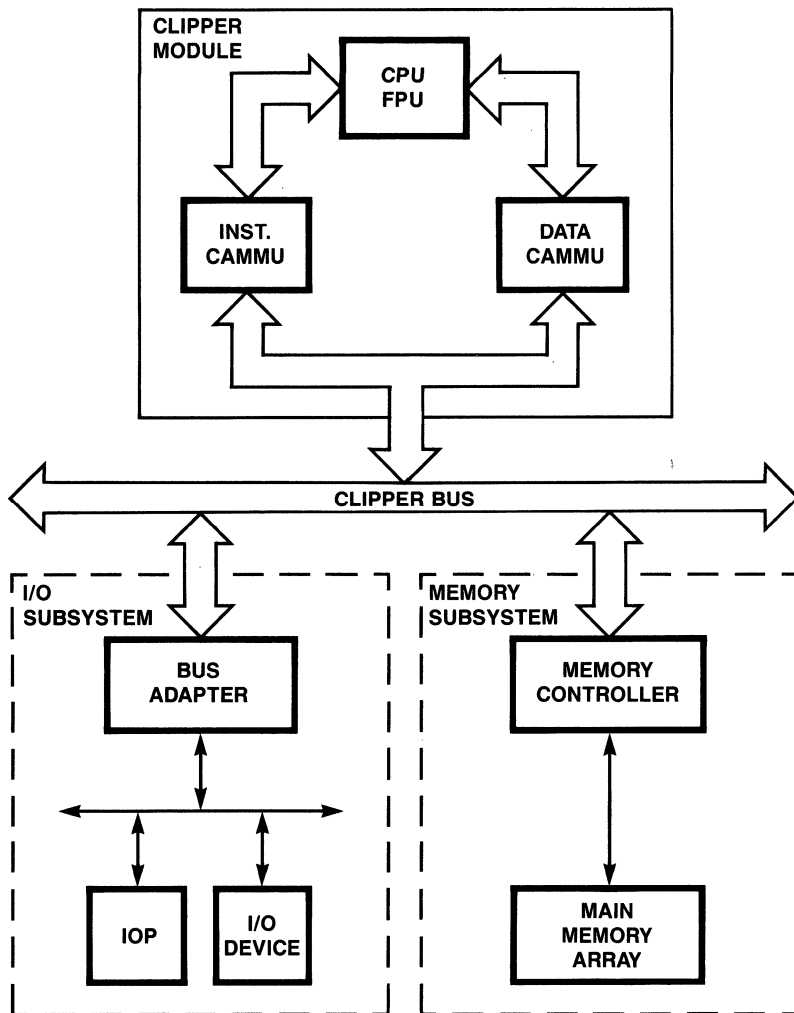 CLIPPER
MODULE
CPU
FPU
INST.
CAMMU
DATA
CAMMU
CLIPPER BUS
I/O
SUBSYSTEM
BUS
ADAPTER
IOP
I/O
DEVICE
MEMORY
SUBSYSTEM
MEMORY
CONTROLLER
MAIN
MEMORY
ARRAY